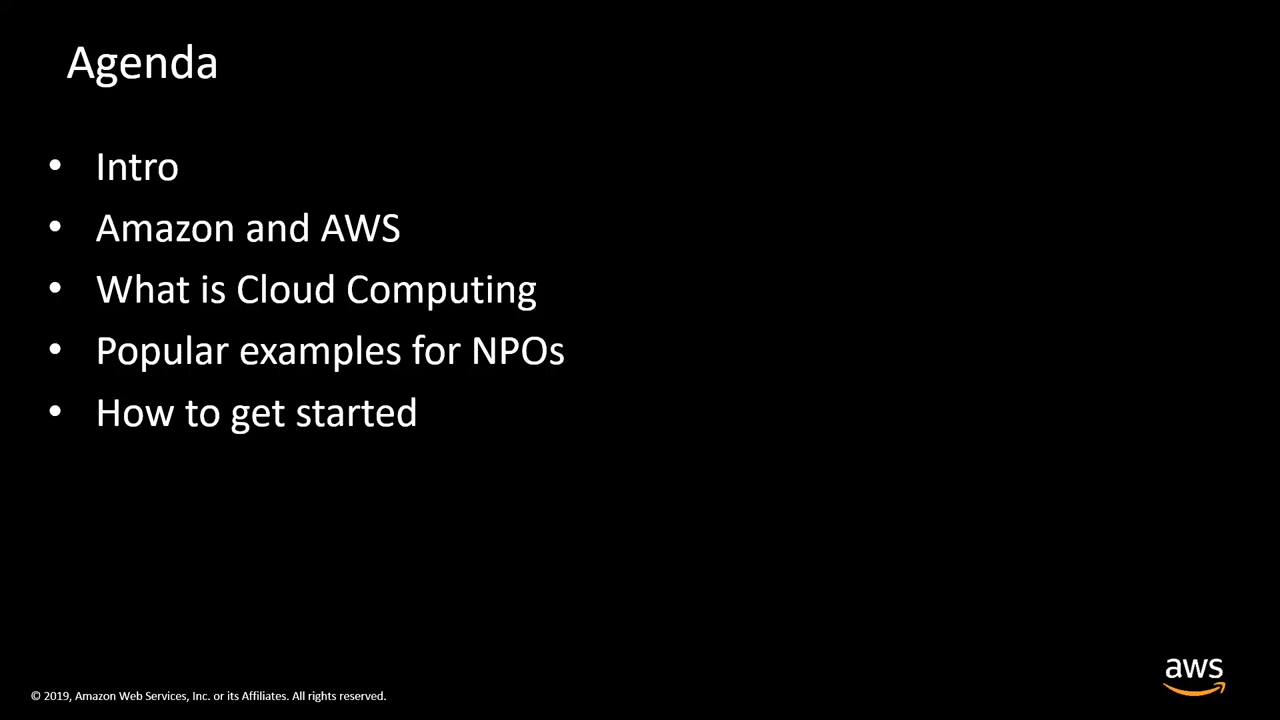 Agenda
• Intro
• Amazon and AWS
• What is Cloud Computing
• Popular examples for NPOs
• How to get started
aws
© 2019, Amazon Web Services, Inc. or its Affiliates. All rights reserved.